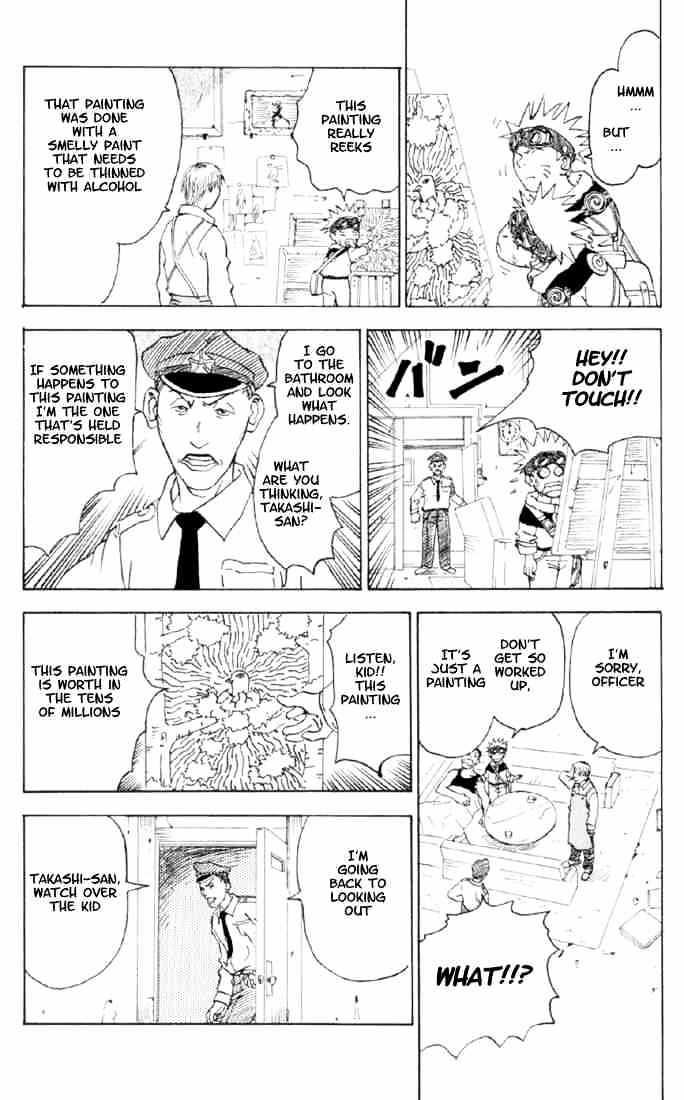 HMMM
...
BUT
...
THIS
PAINTING
REALLY
REEKS
THAT PAINTING
WAS DONE
WITH A
SMELLY PAINT
THAT NEEDS
TO BE THINNED
WITH ALCOHOL
HEY!!
DON'T
TOUCH!!
バン
I GO
TO THE
BATHROOM
AND LOOK
WHAT
HAPPENS.
WHAT
ARE YOU
THINKING,
TAKASHI-
SAN?
IF SOMETHING
HAPPENS TO
THIS PAINTING
I'M THE ONE
THAT'S HELD
RESPONSIBLE
I'M
SORRY,
OFFICER
DON'T
GET SO
WORKED
UP,
IT'S
JUST A
PAINTING
WHAT!!?
LISTEN,
KID!!
THIS
PAINTING
...
THIS PAINTING
IS WORTH IN
THE TENS
OF MILLIONS
I'M
GOING
BACK TO
LOOKING
OUT
TAKASHI-SAN,
WATCH OVER
THE KID